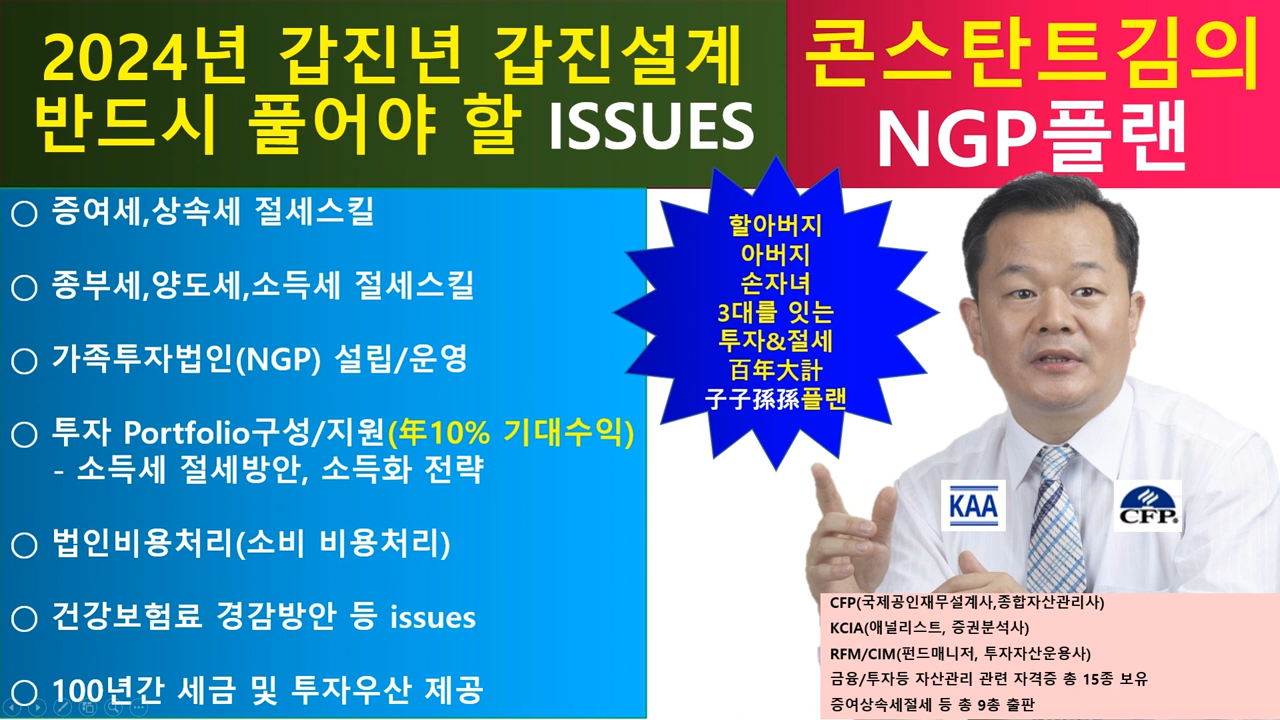 2024년 갑진년 갑진설계
반드시 풀어야 할 ISSUES
콘스탄트김의
NGP플랜
○ 증여세,상속세 절세스킬
○ 종부세,양도세,소득세 절세스킬
○ 가족투자법인(NGP) 설립/운영
○ 투자 Portfolio구성/지원(年10% 기대수익)
- 소득세 절세방안, 소득화 전략
○ 법인비용처리(소비 비용처리)
○ 건강보험료 경감방안 등 issues
○ 100년간 세금 및 투자우산 제공
할아버지
아버지
손자녀
3대를 잇는
투자&절세
百年大計
子子孫孫플랜
KAA
CFP®
CFP(국제공인재무설계사,종합자산관리사)
KCIA(애널리스트, 증권분석사)
RFM/CIM(펀드매니저, 투자자산운용사)
금융/투자등 자산관리 관련 자격증 총 15종 보유
증여상속세절세 등 총 9종 출판